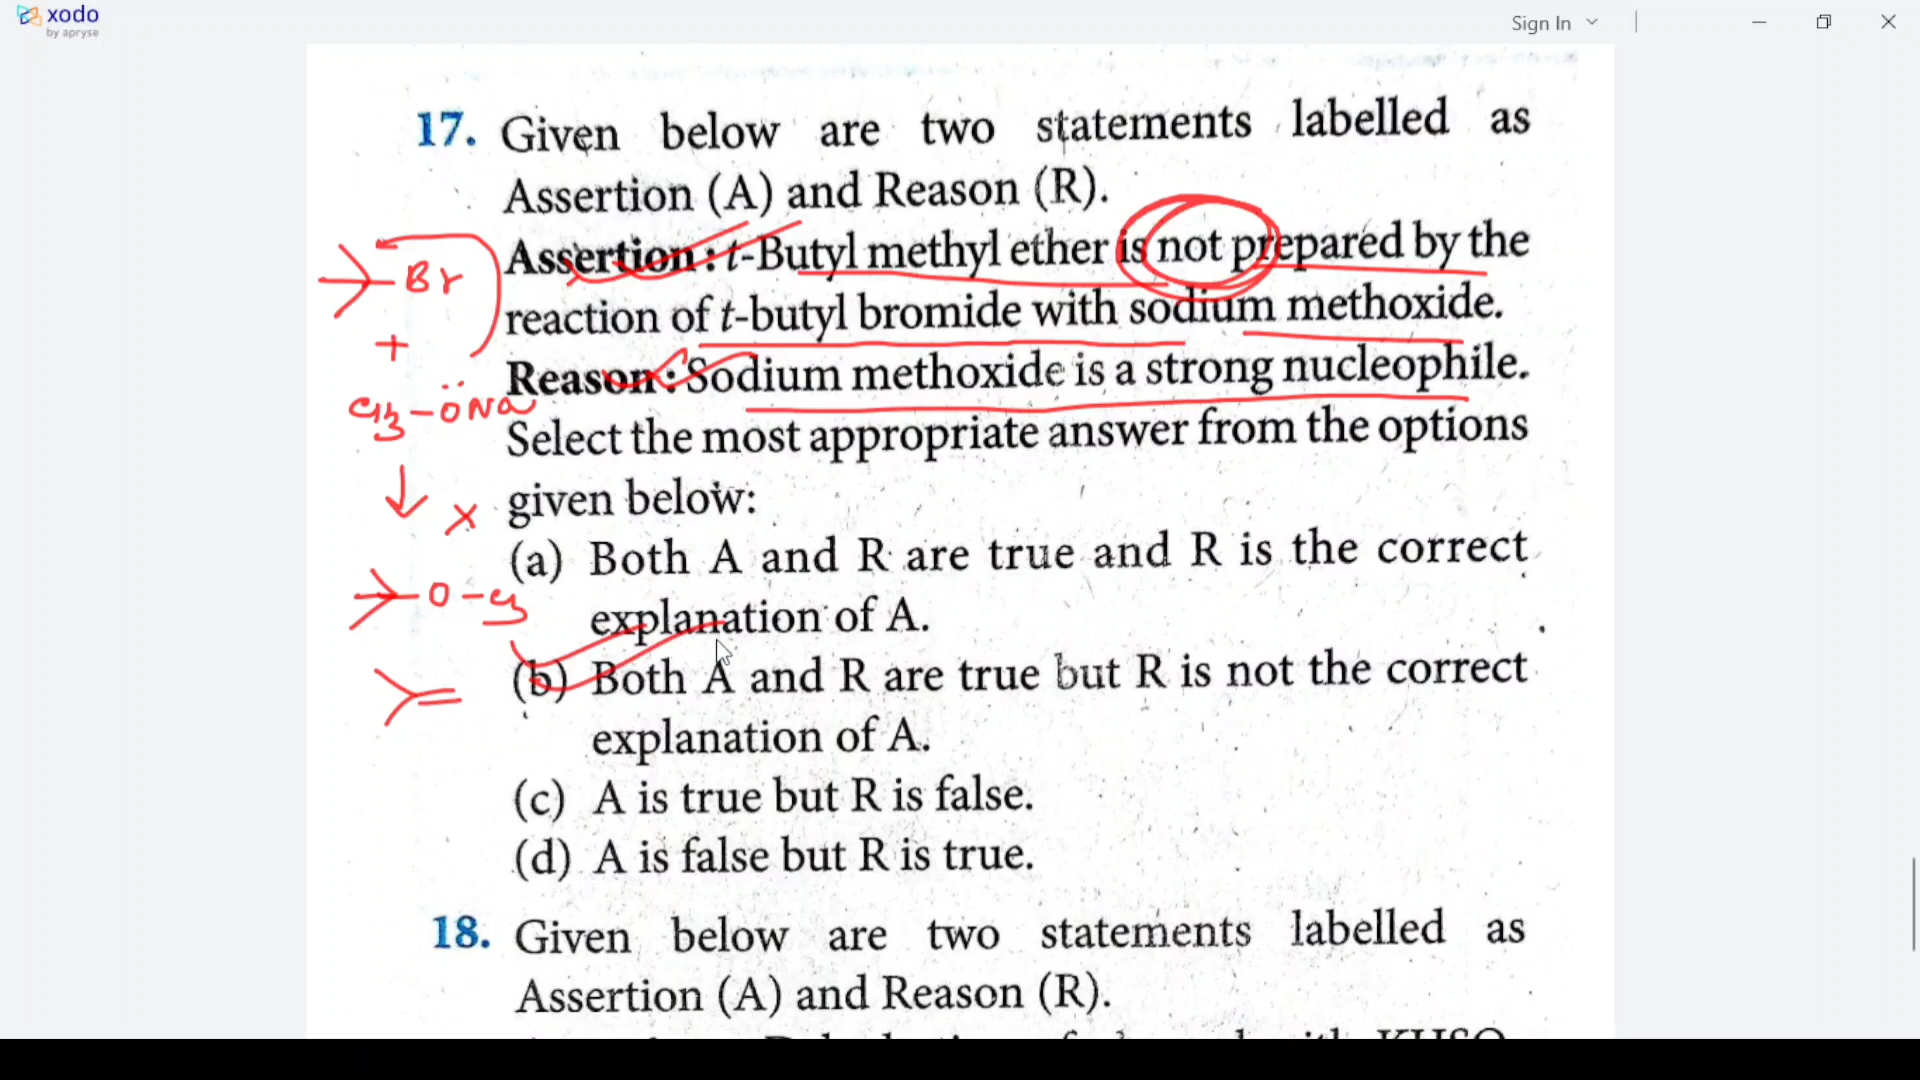 xodo
by apryse
Sign In
17. Given below are two statements labelled as
Assertion (A) and Reason (R).
Assertion: t-Butyl methyl ether is not prepared by the
reaction of t-butyl bromide with sodium methoxide.
Reason: Sodium methoxide is a strong nucleophile.
Select the most appropriate answer from the options
given below:
(a) Both A and R are true and R is the correct
explanation of A.
(b) Both A and R are true but R is not the correct
explanation of A.
(c) A is true but R is false.
(d) A is false but R is true.
18. Given below are two statements labelled as
Assertion (A) and Reason (R).
Br
+
CH3-ONa
x
O-CH3